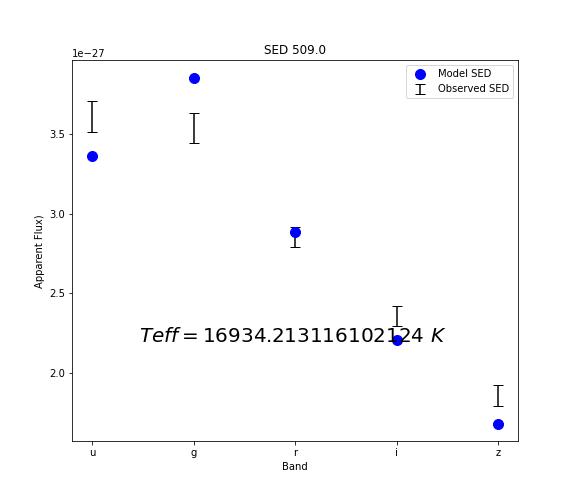 SED 509.0
1e−27
Model SED
Observed SED
3.5
3.0
2.5
2.0
Apparent Flux)
Teff = 16934.213116102124 K
u g r i z
Band